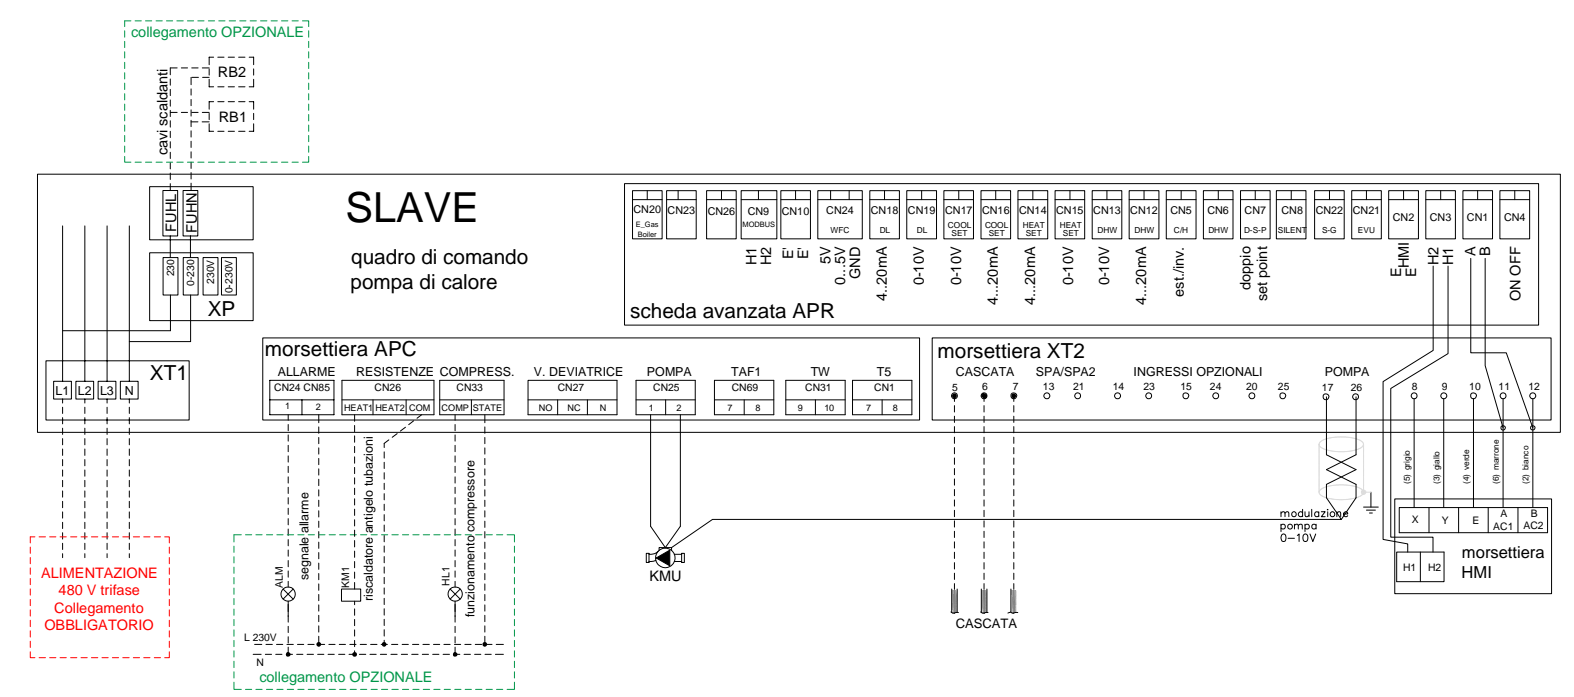 collegamento OPZIONALE
RB2
RB1
cavi scaldanti
FUHL
FUHN
230
0-230
230V
0-230V
XP
XT1
L1 L2 L3 N
SLAVE
quadro di comando
pompa di calore
CN20 E_Gas Boiler
CN23
CN26
CN9 MODBUS
CN10
CN24 WFC
CN18 DL
CN19 DL
CN17 COOL SET
CN16 COOL SET
CN14 HEAT SET
CN15 HEAT SET
CN13 DHW
CN12 DHW
CN5 C/H
CN6 DHW
CN7 D-S-P
CN8 SILENT
CN22 S-G
CN21 EVU
CN2
CN3
CN1
CN4
H1
H2
E'
E'
5V
0...5V
GND
4...20mA
0-10V
0-10V
4...20mA
4...20mA
0-10V
0-10V
4...20mA
est./inv.
doppio
set point
E
HMI
E
H2
H1
A
B
ON OFF
scheda avanzata APR
morsettiera APC
ALLARME RESISTENZE COMPRESS. V. DEVIATRICE POMPA TAF1 TW T5
CN24 CN85 CN26 CN33 CN27 CN25 CN69 CN31 CN1
1 2 HEAT1 HEAT2 COM COMP STATE NO NC N 1 2 7 8 9 10 7 8
morsettiera XT2
CASCATA SPA/SPA2 INGRESSI OPZIONALI POMPA
5 6 7 13 21 14 23 15 24 20 25 17 26 8 9 10 11 12
(5) grigio
(3) giallo
(4) verde
(6) marrone
(2) bianco
X Y E A AC1 B AC2
H1 H2
morsettiera
HMI
modulazione
pompa
0-10V
KMU
CASCATA
segnale allarme
riscaldatore antigelo tubazioni
funzionamento compressore
ALM
KM1
HL1
L 230V
N
collegamento OPZIONALE
ALIMENTAZIONE
480 V trifase
Collegamento
OBBLIGATORIO